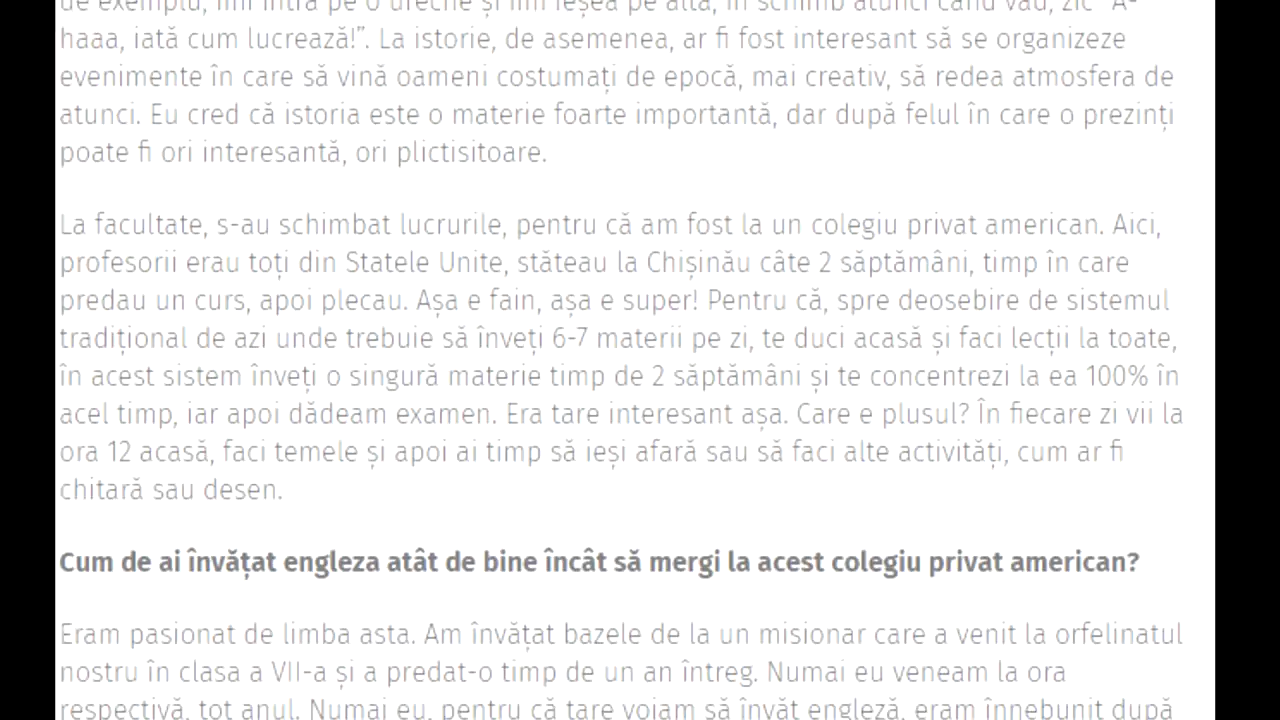 de exemplu, îmi intra pe o ureche și îmi ieșea pe alta, în schimb atunci când văd, zic “A-
haaa, iată cum lucrează!”. La istorie, de asemenea, ar fi fost interesant să se organizeze
evenimente în care să vină oameni costumați de epocă, mai creativ, să redea atmosfera de
atunci. Eu cred că istoria este o materie foarte importantă, dar după felul în care o prezinți
poate fi ori interesantă, ori plictisitoare.
La facultate, s-au schimbat lucrurile, pentru că am fost la un colegiu privat american. Aici,
profesorii erau toți din Statele Unite, stăteau la Chișinău câte 2 săptămâni, timp în care
predau un curs, apoi plecau. Așa e fain, așa e super! Pentru că, spre deosebire de sistemul
tradițional de azi unde trebuie să înveți 6-7 materii pe zi, te duci acasă și faci lecții la toate,
în acest sistem înveți o singură materie timp de 2 săptămâni și te concentrezi la ea 100% în
acel timp, iar apoi dădeam examen. Era tare interesant așa. Care e plusul? În fiecare zi vii la
ora 12 acasă, faci temele și apoi ai timp să ieși afară sau să faci alte activități, cum ar fi
chitară sau desen.
Cum de ai învățat engleza atât de bine încât să mergi la acest colegiu privat american?
Eram pasionat de limba asta. Am învățat bazele de la un misionar care a venit la orfelinatul
nostru în clasa a VII-a și a predat-o timp de un an întreg. Numai eu veneam la ora
respectivă, tot anul. Numai eu, pentru că tare voiam să învăț engleză, eram înnebunit după